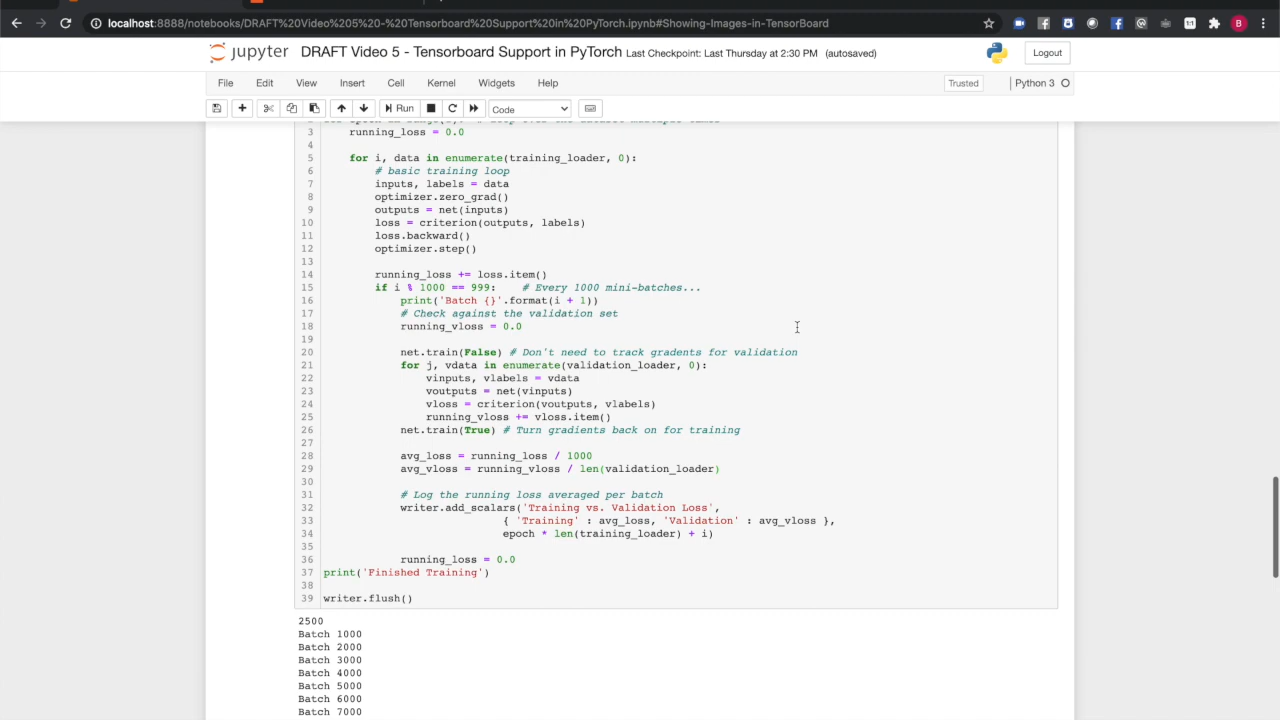 localhost:8888/notebooks/DRAFT%20Video%205%20-%20Tensorboard%20Support%20in%20PyTorch.ipynb#Showing-Images-in-TensorBoard
1:1
B
jupyter DRAFT Video 5 - Tensorboard Support in PyTorch Last Checkpoint: Last Thursday at 2:30 PM (autosaved)
Logout
File Edit View Insert Cell Kernel Widgets Help
Trusted
Python 3
Run
Code
3 running_loss = 0.0
4
5 for i, data in enumerate(training_loader, 0):
6 # basic training loop
7 inputs, labels = data
8 optimizer.zero_grad()
9 outputs = net(inputs)
10 loss = criterion(outputs, labels)
11 loss.backward()
12 optimizer.step()
13
14 running_loss += loss.item()
15 if i % 1000 == 999: # Every 1000 mini-batches...
16 print('Batch {}'.format(i + 1))
17 # Check against the validation set
18 running_vloss = 0.0
19
20 net.train(False) # Don't need to track gradents for validation
21 for j, vdata in enumerate(validation_loader, 0):
22 vinputs, vlabels = vdata
23 voutputs = net(vinputs)
24 vloss = criterion(voutputs, vlabels)
25 running_vloss += vloss.item()
26 net.train(True) # Turn gradients back on for training
27
28 avg_loss = running_loss / 1000
29 avg_vloss = running_vloss / len(validation_loader)
30
31 # Log the running loss averaged per batch
32 writer.add_scalars('Training vs. Validation Loss',
33 { 'Training' : avg_loss, 'Validation' : avg_vloss },
34 epoch * len(training_loader) + i)
35
36 running_loss = 0.0
37 print('Finished Training')
38
39 writer.flush()
2500
Batch 1000
Batch 2000
Batch 3000
Batch 4000
Batch 5000
Batch 6000
Batch 7000